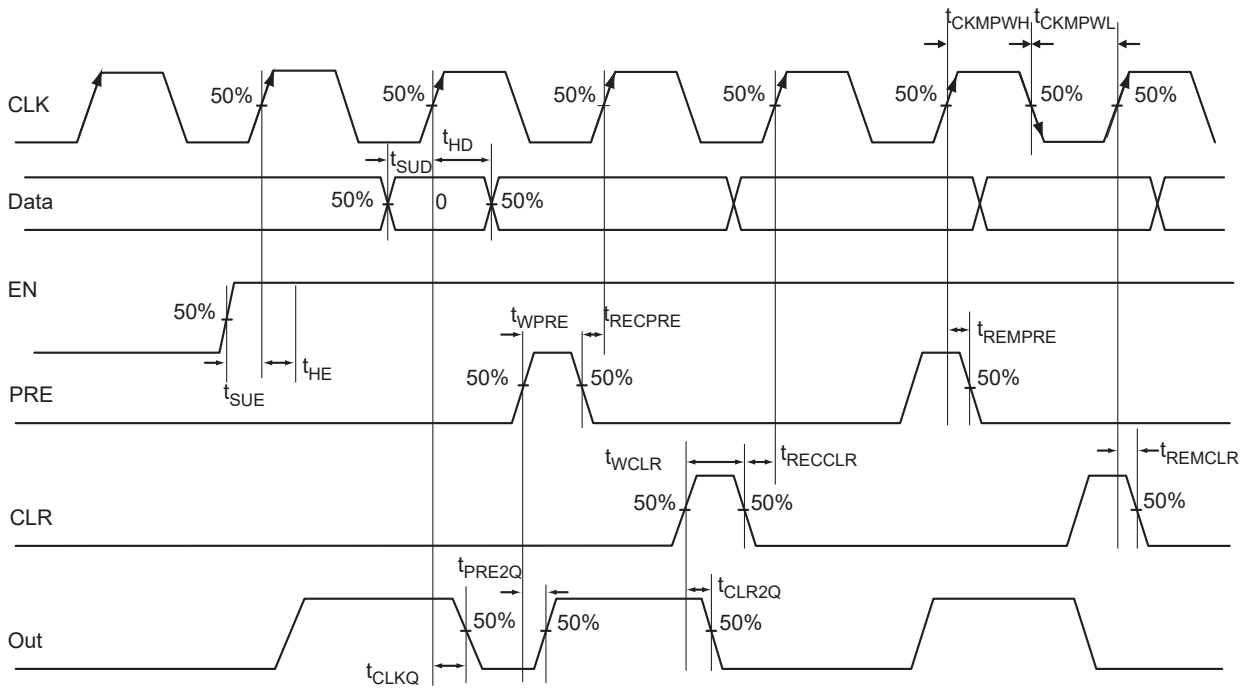 tCKMPWH tCKMPWL
CLK 50% 50% 50% 50% 50% 50% 50%
tSUD tHD
Data 50% 0 50%
EN
50%
tSUE tHE
tWPRE tRECPRE tREMPRE
PRE 50% 50% 50%
tWCLR tRECCLR tREMCLR
CLR 50% 50% 50%
tPRE2Q tCLR2Q
Out 50% 50% 50%
tCLKQ